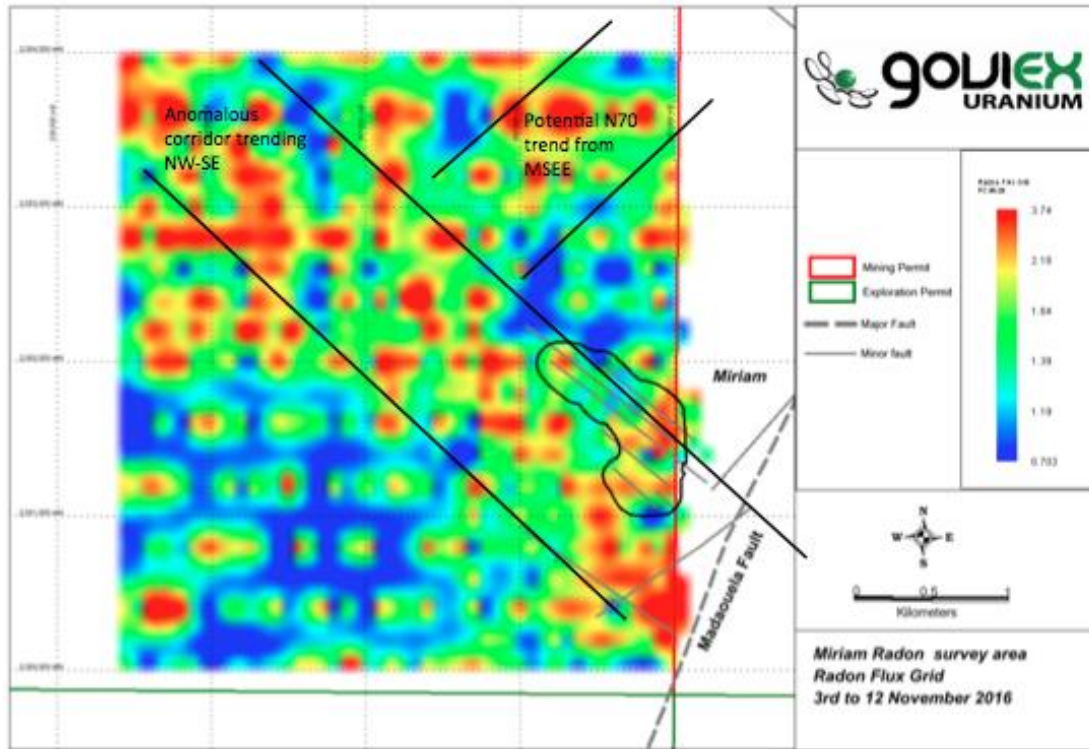 Anomalous
corridor trending
NW-SE
Potential N70
trend from
MSEE
Miriam
Madaouela Fault
goviEX
URANIUM
3.74
2.16
1.64
1.39
1.19
0.703
Mining Permit
Exploration Permit
Major Fault
Minor fault
N
W
E
S
0
0.5
1
Kilometers
Miriam Radon survey area
Radon Flux Grid
3rd to 12 November 2016